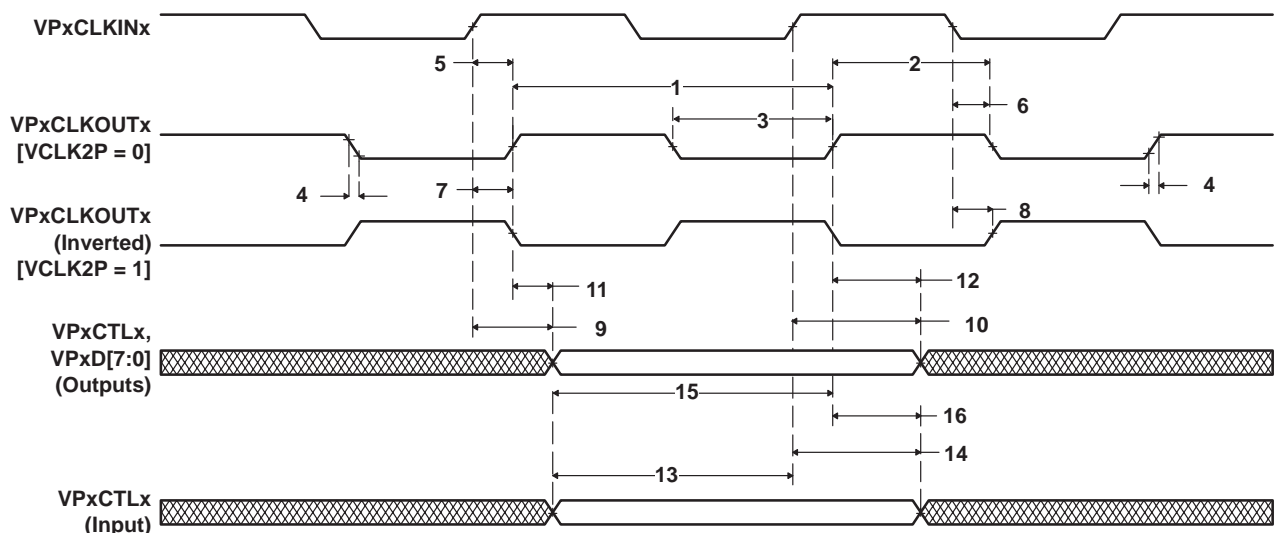 VPxCLKINx
5
2
1
6
3
VPxCLKOUTx
[VCLK2P = 0]
4
7
4
VPxCLKOUTx
(Inverted)
[VCLK2P = 1]
8
11
12
9
10
VPxCTLx,
VPxD[7:0]
(Outputs)
15
16
14
13
VPxCTLx
(Input)